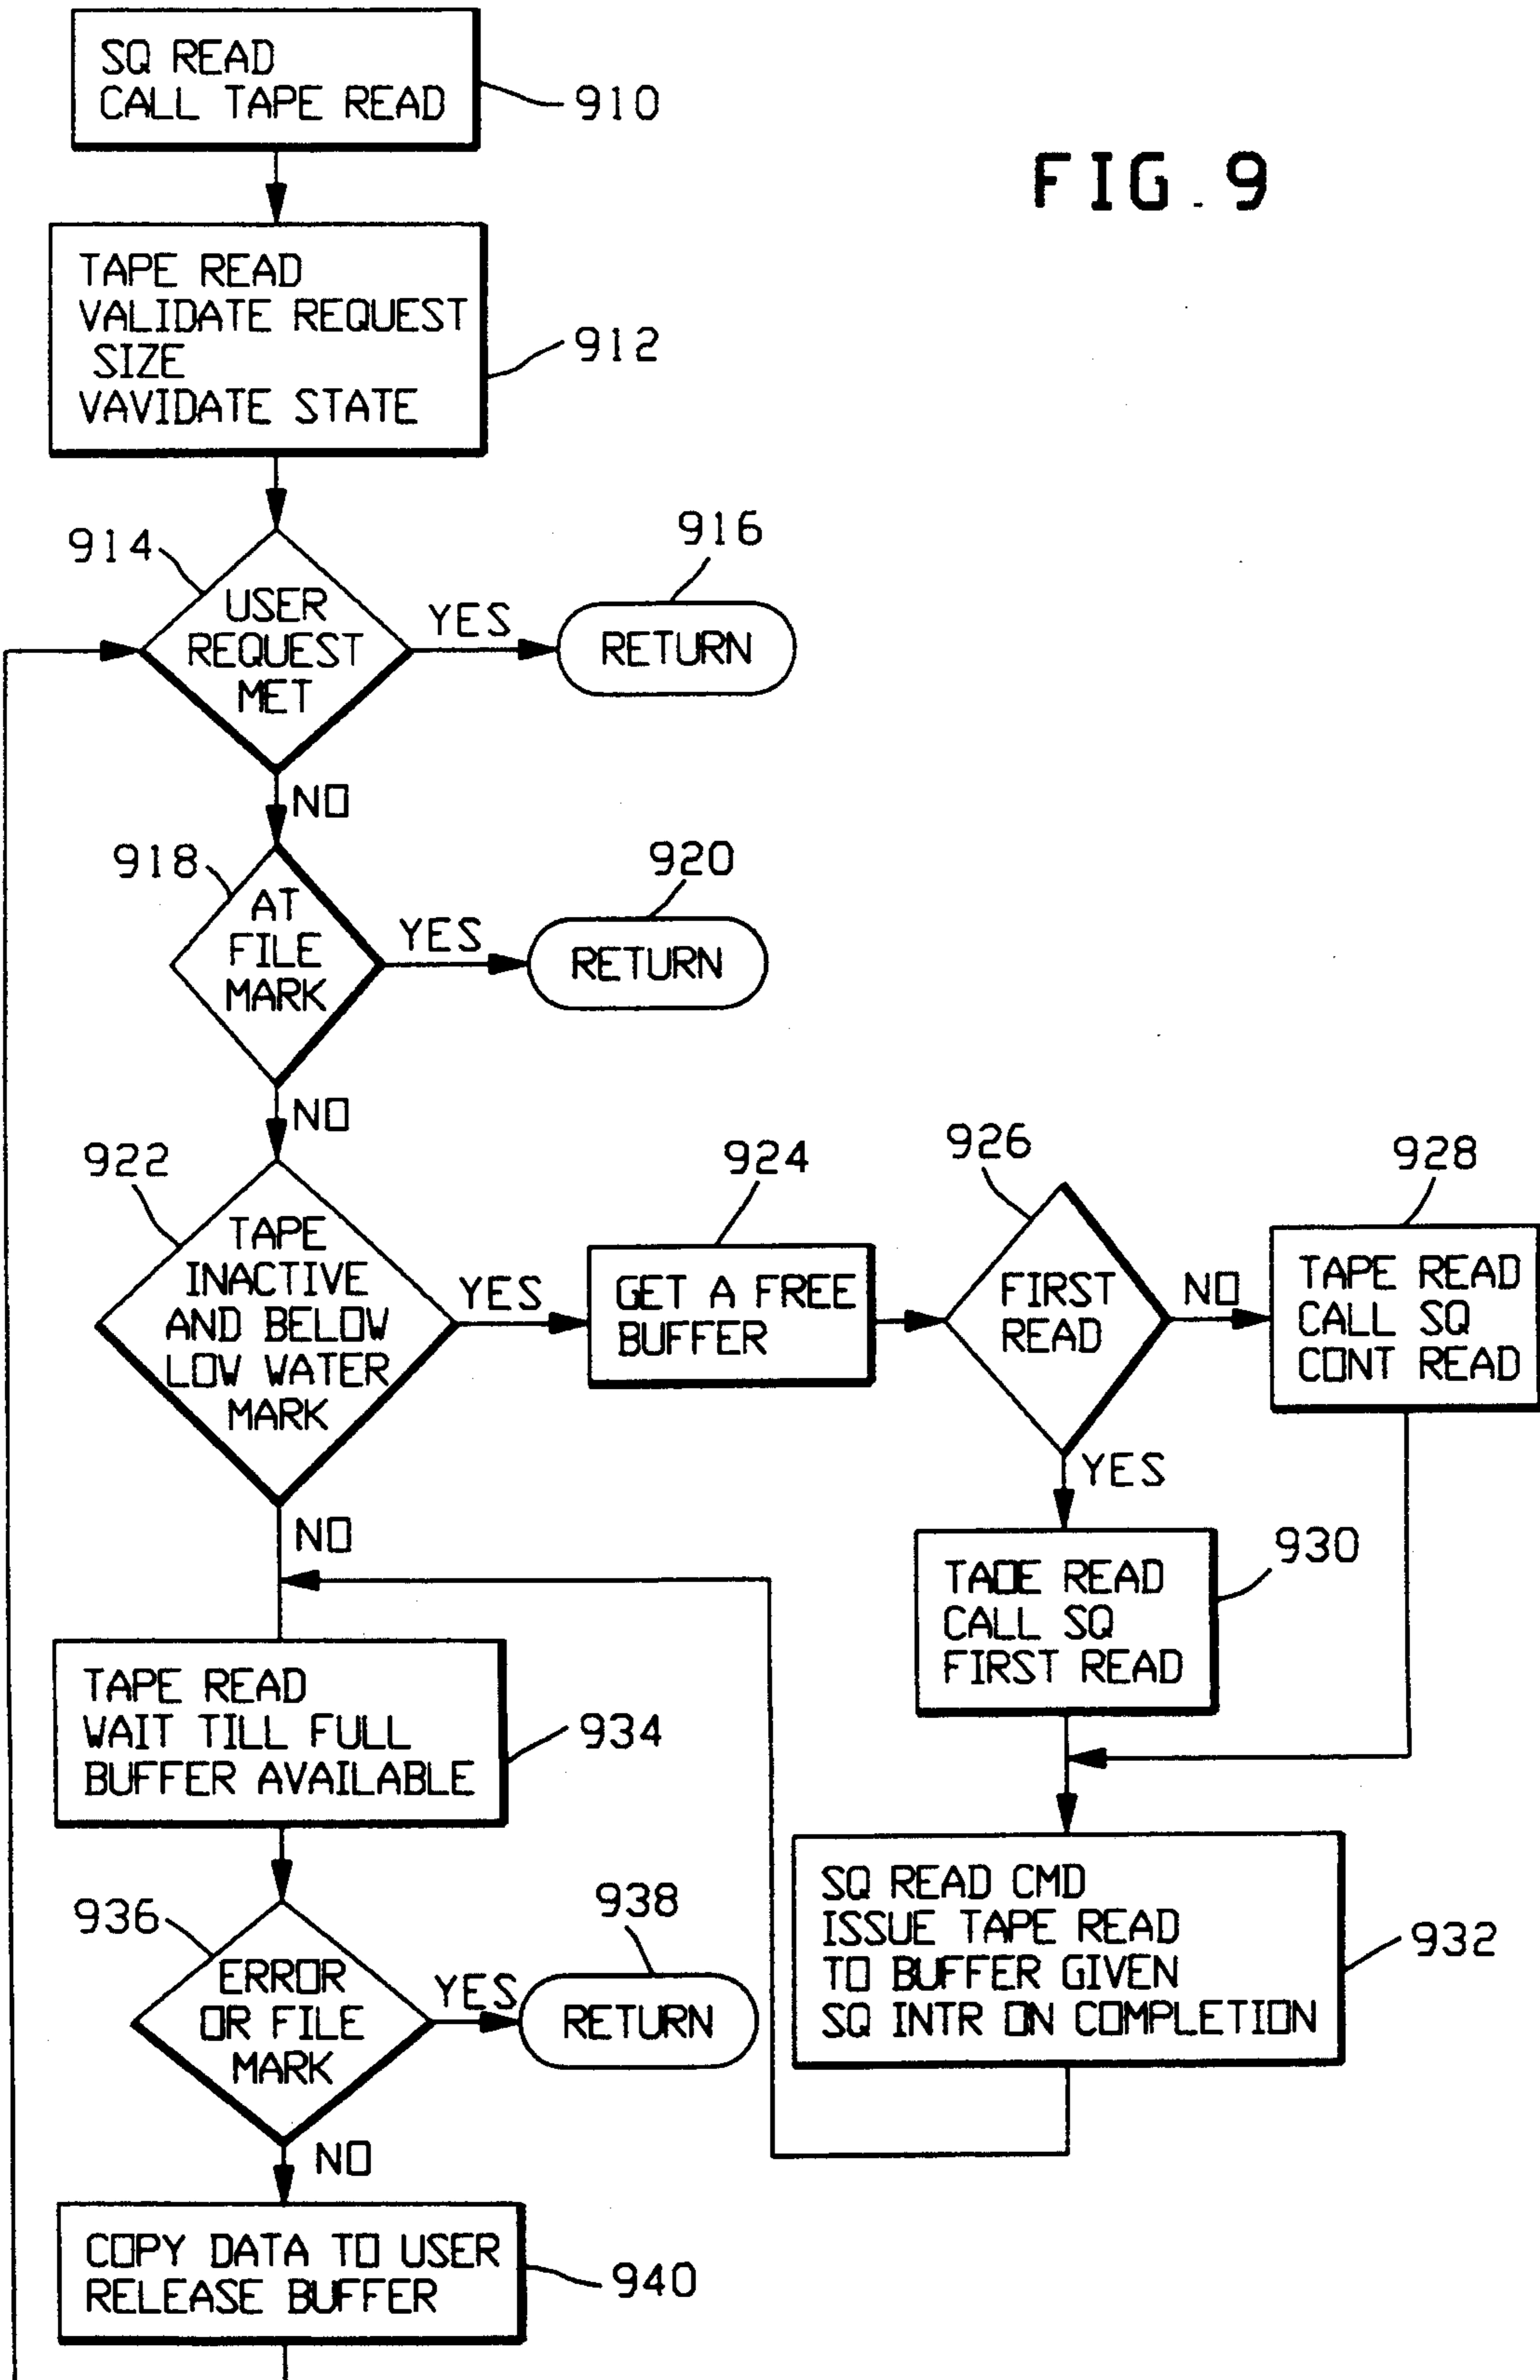 SQ READ
CALL TAPE READ
910
FIG. 9
TAPE READ
VALIDATE REQUEST
SIZE
VAVIDATE STATE
912
914
USER
REQUEST
MET
YES
916
RETURN
NO
918
AT
FILE
MARK
YES
920
RETURN
NO
922
TAPE
INACTIVE
AND BELOW
LOW WATER
MARK
YES
924
GET A FREE
BUFFER
926
FIRST
READ
NO
928
TAPE READ
CALL SQ
CONT READ
YES
930
TAOE READ
CALL SQ
FIRST READ
NO
TAPE READ
WAIT TILL FULL
BUFFER AVAILABLE
934
932
SQ READ CMD
ISSUE TAPE READ
TO BUFFER GIVEN
SQ INTR ON COMPLETION
936
ERROR
OR FILE
MARK
YES
938
RETURN
NO
COPY DATA TO USER
RELEASE BUFFER
940